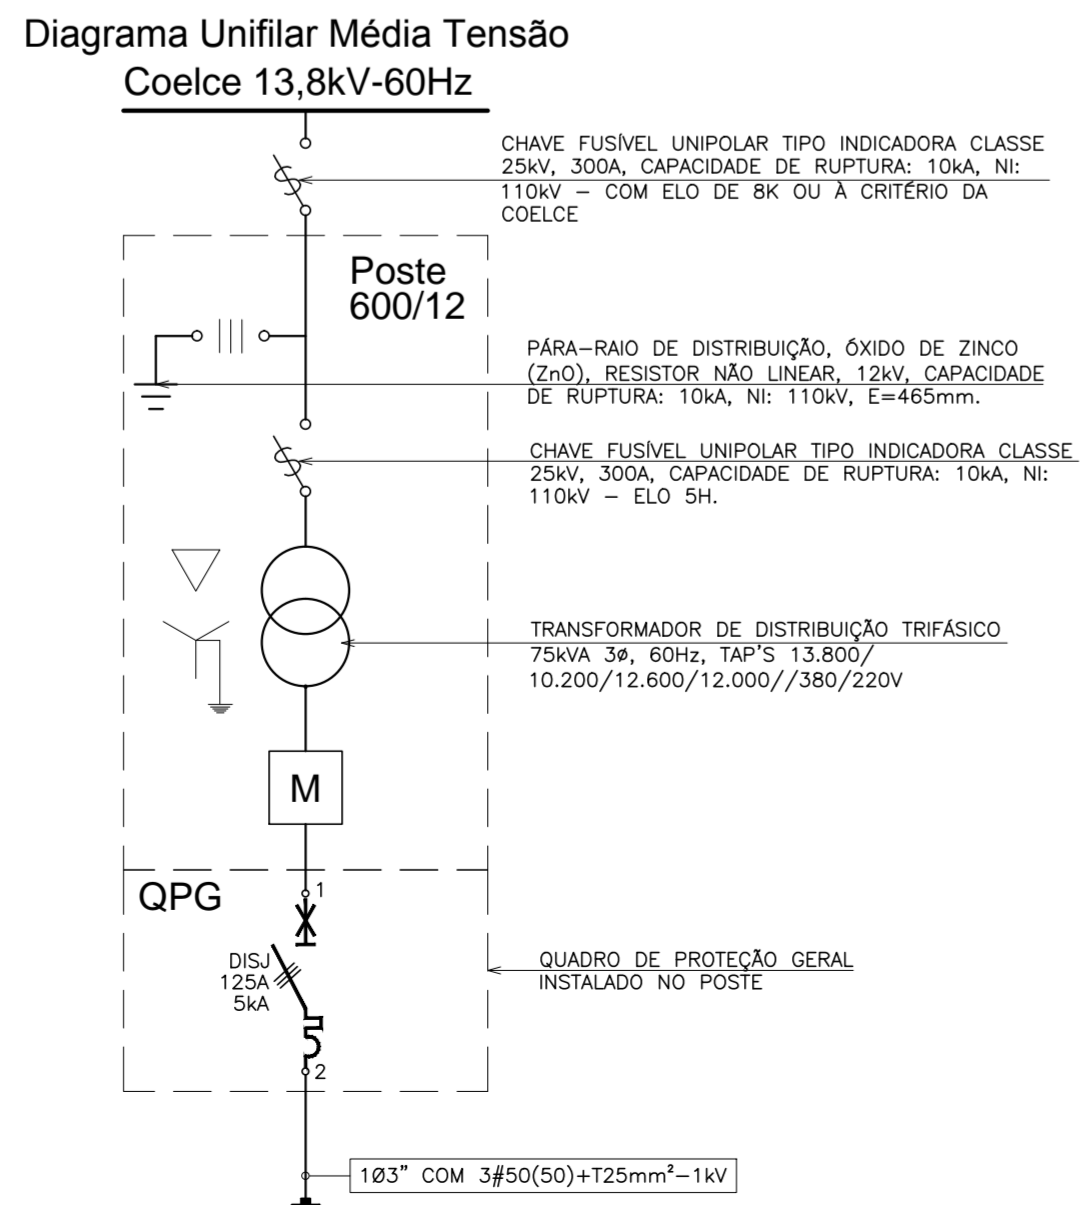 Diagrama Unifilar Média Tensão
Coelce 13,8kV-60Hz
CHAVE FUSÍVEL UNIPOLAR TIPO INDICADORA CLASSE
25kV, 300A, CAPACIDADE DE RUPTURA: 10kA, NI:
110kV – COM ELO DE 8K OU À CRITÉRIO DA
COELCE
Poste
600/12
PÁRA–RAIO DE DISTRIBUIÇÃO, ÓXIDO DE ZINCO
(ZnO), RESISTOR NÃO LINEAR, 12kV, CAPACIDADE
DE RUPTURA: 10kA, NI: 110kV, E=465mm.
CHAVE FUSÍVEL UNIPOLAR TIPO INDICADORA CLASSE
25kV, 300A, CAPACIDADE DE RUPTURA: 10kA, NI:
110kV – ELO 5H.
TRANSFORMADOR DE DISTRIBUIÇÃO TRIFÁSICO
75kVA 3ø, 60Hz, TAP'S 13.800/
10.200/12.600/12.000//380/220V
M
QPG
1
DISJ
125A
5kA
QUADRO DE PROTEÇÃO GERAL
INSTALADO NO POSTE
2
1Ø3" COM 3#50(50)+T25mm²–1kV